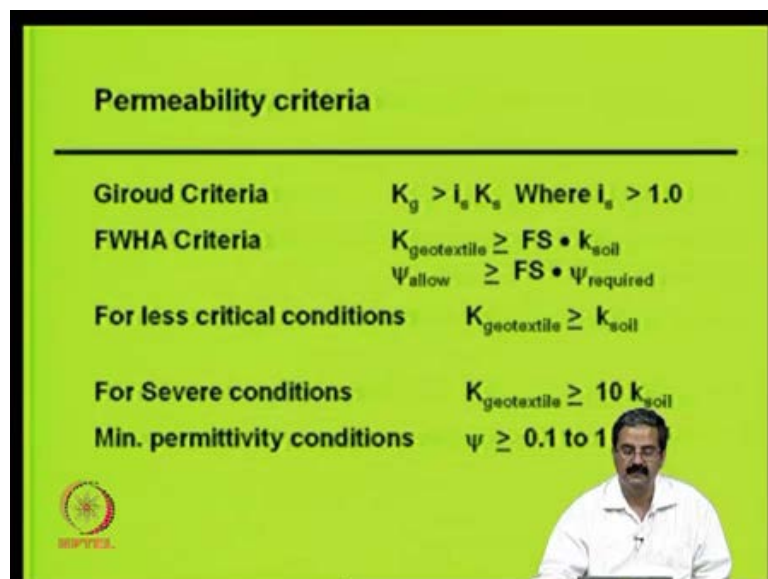 Permeability criteria
Giroud Criteria K_g > i_s K_s Where i_s > 1.0
FWHA Criteria K_geotextile ≥ FS • k_soil
ψ_allow ≥ FS • ψ_required
For less critical conditions K_geotextile ≥ k_soil
For Severe conditions K_geotextile ≥ 10 k_soil
Min. permittivity conditions ψ ≥ 0.1 to 1
NPTEL